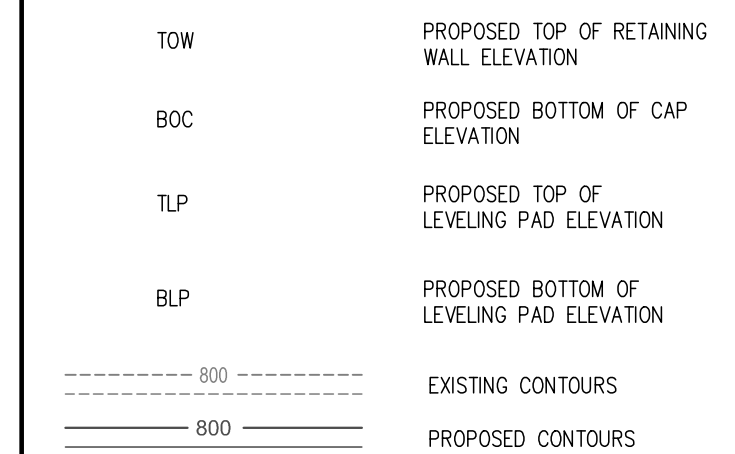 TOW
PROPOSED TOP OF RETAINING
WALL ELEVATION
BOC
PROPOSED BOTTOM OF CAP
ELEVATION
TLP
PROPOSED TOP OF
LEVELING PAD ELEVATION
BLP
PROPOSED BOTTOM OF
LEVELING PAD ELEVATION
800
EXISTING CONTOURS
800
PROPOSED CONTOURS